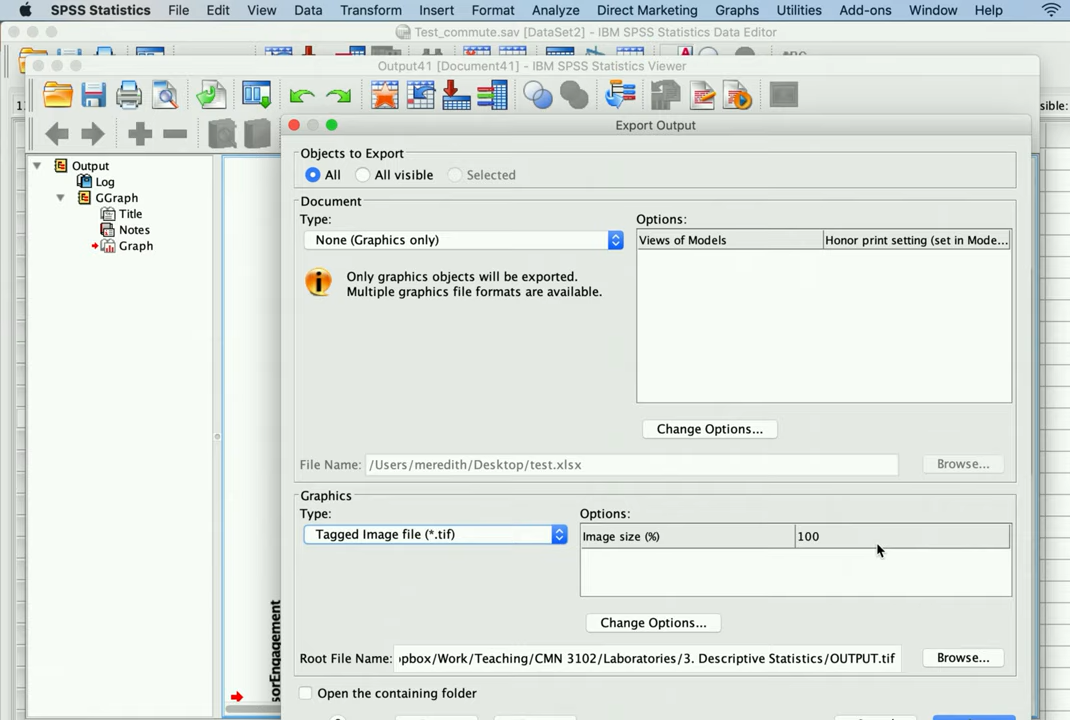 SPSS Statistics File Edit View Data Transform Insert Format Analyze Direct Marketing Graphs Utilities Add-ons Window Help
Test_commute.sav [DataSet2] - IBM SPSS Statistics Data Editor
Output41 [Document41] - IBM SPSS Statistics Viewer
sible:
Export Output
Objects to Export
All All visible Selected
Output
Log
GGraph
Title
Notes
Graph
Document
Type: Options:
None (Graphics only) Views of Models Honor print setting (set in Mode...
Only graphics objects will be exported.
Multiple graphics file formats are available.
Change Options...
File Name: /Users/meredith/Desktop/test.xlsx Browse...
Graphics
Type: Options:
Tagged Image file (*.tif) Image size (%) 100
Change Options...
sorEngagement
Root File Name: ›pbox/Work/Teaching/CMN 3102/Laboratories/3. Descriptive Statistics/OUTPUT.tif Browse...
Open the containing folder